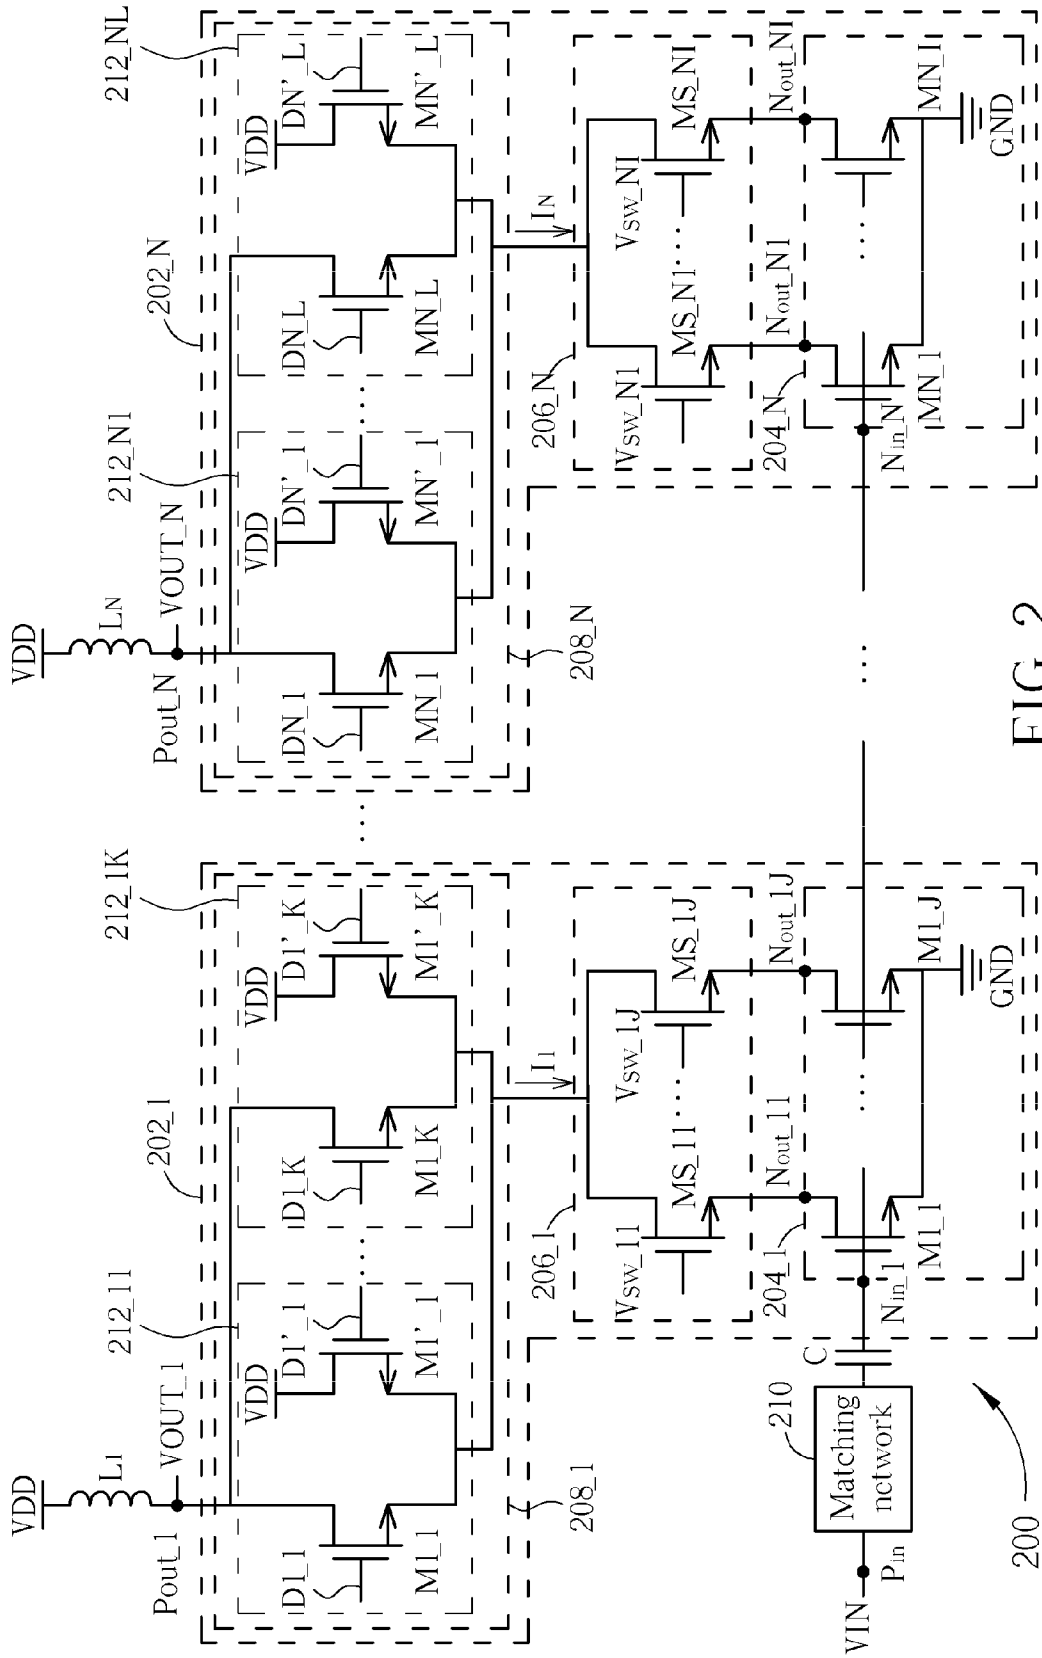 VDD
L1
Pout_1
VOUT_1
212_11
202_1
212_1K
D1_1
M1_1
VDD
D1'_1
M1'_1
...
D1_K
M1_K
VDD
D1'_K
M1'_K
208_1
I1
206_1
Vsw_11
MS_11
...
Vsw_1J
MS_1J
Nout_11
Nout_1J
204_1
Nin_1
M1_1
...
M1_J
GND
VIN
Pin
210
Matching
network
C
200
...
VDD
LN
Pout_N
VOUT_N
212_N1
202_N
212_NL
DN_1
MN_1
VDD
DN'_1
MN'_1
...
DN_L
MN_L
VDD
DN'_L
MN'_L
208_N
IN
206_N
Vsw_N1
MS_N1
...
Vsw_NI
MS_NI
Nout_N1
Nout_NI
204_N
Nin_N
MN_1
...
MN_I
GND
...
FIG. 2